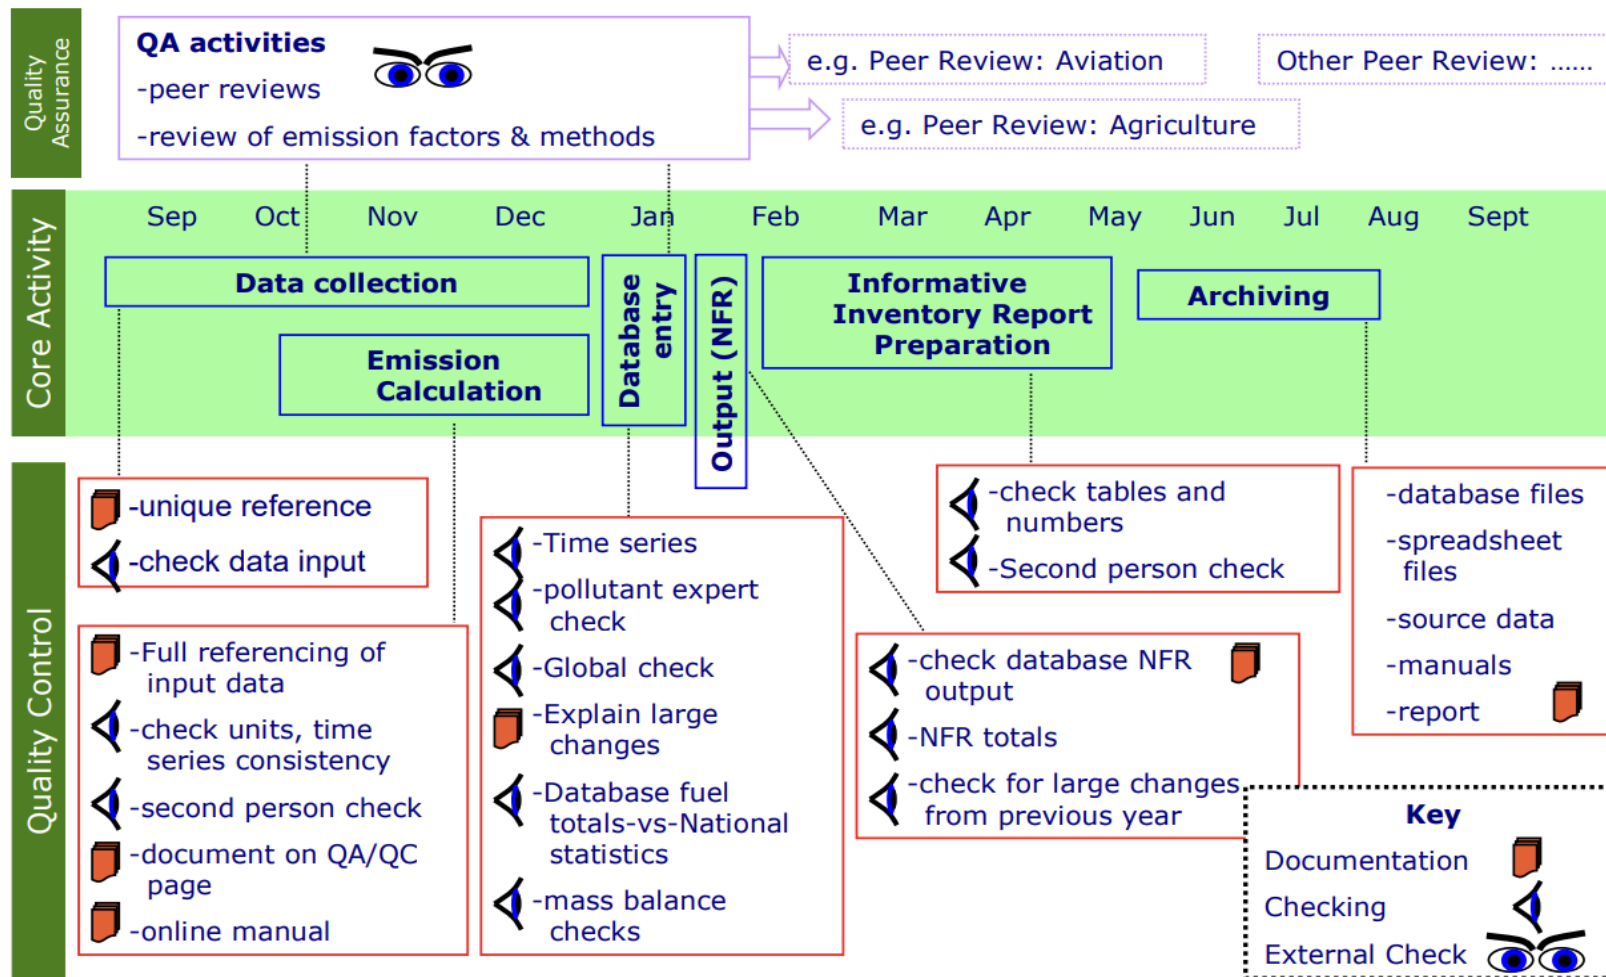 Quality
Assurance
QA activities
-peer reviews
-review of emission factors & methods
e.g. Peer Review: Aviation
Other Peer Review: ......
e.g. Peer Review: Agriculture
Core Activity
Sep Oct Nov Dec Jan Feb Mar Apr May Jun Jul Aug Sept
Data collection
Emission
Calculation
Database
entry
Output (NFR)
Informative
Inventory Report
Preparation
Archiving
Quality Control
-unique reference
-check data input
-Full referencing of
input data
-check units, time
series consistency
-second person check
-document on QA/QC
page
-online manual
-Time series
-pollutant expert
check
-Global check
-Explain large
changes
-Database fuel
totals-vs-National
statistics
-mass balance
checks
-check database NFR
output
-NFR totals
-check for large changes
from previous year
-check tables and
numbers
-Second person check
-database files
-spreadsheet
files
-source data
-manuals
-report
Key
Documentation
Checking
External Check